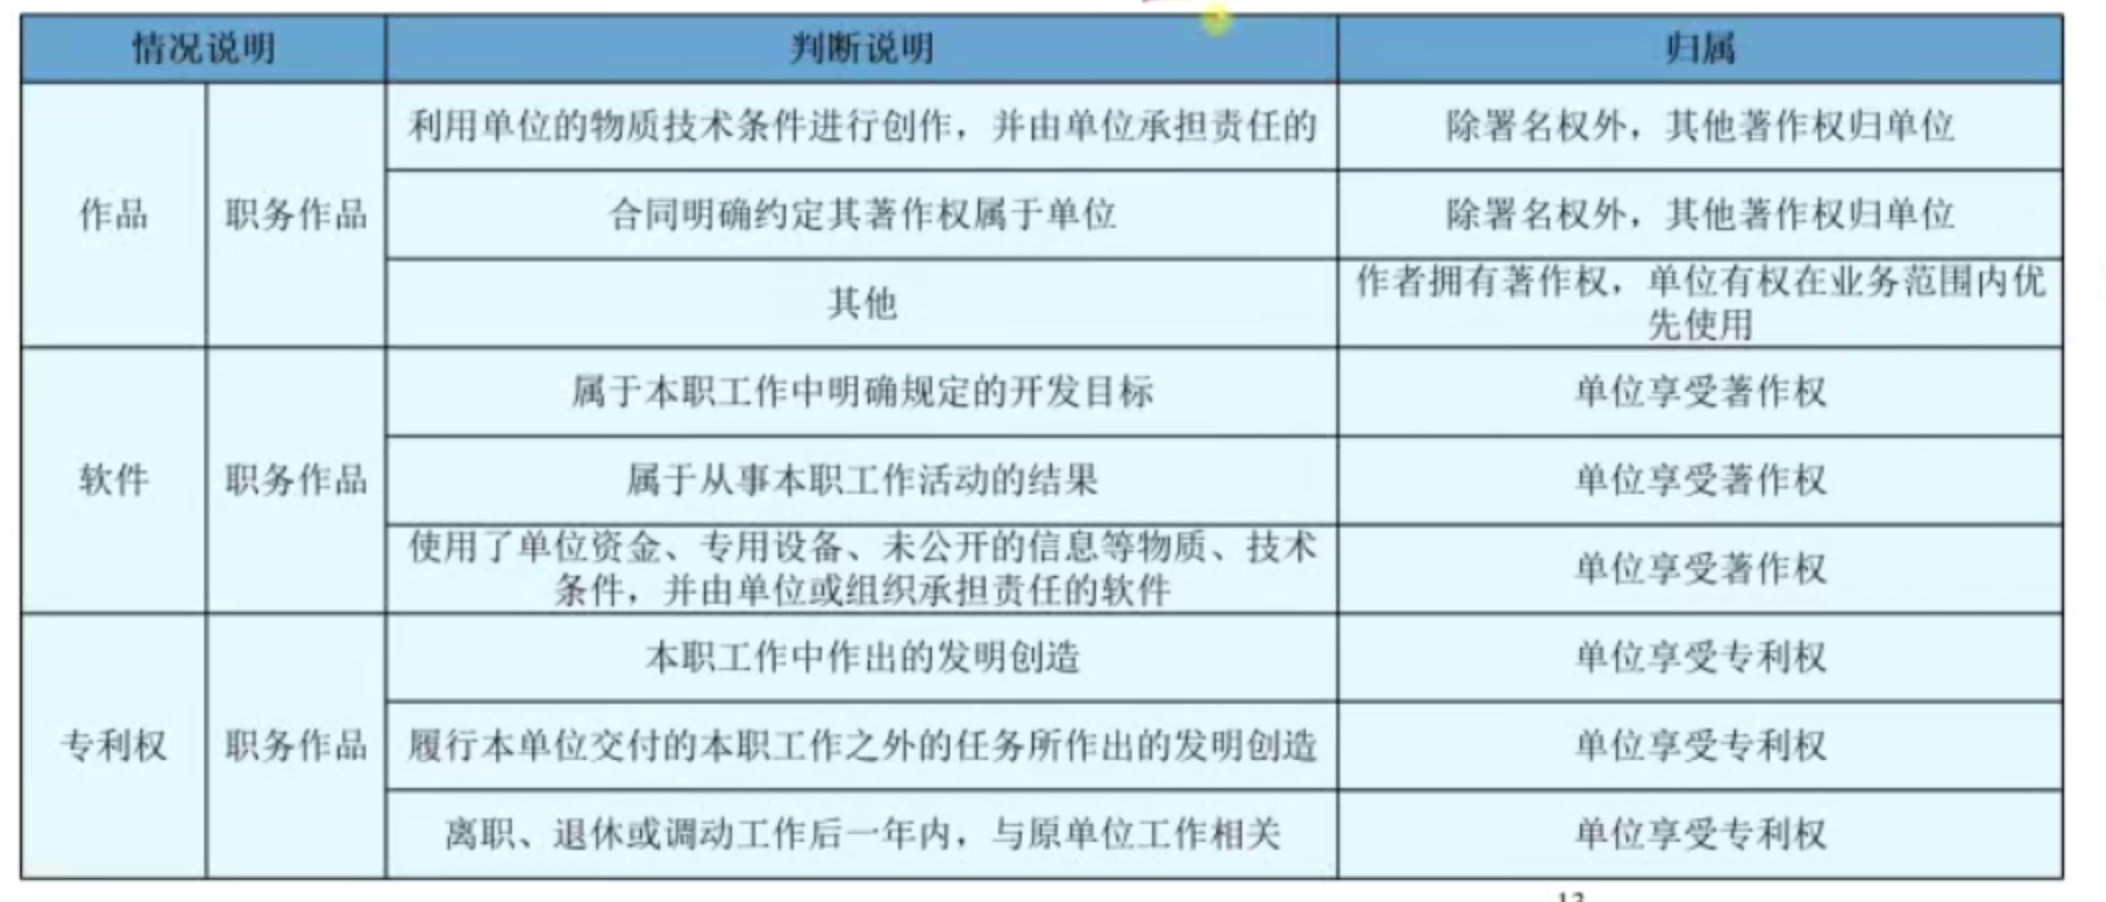 情况说明 判断说明 归属
利用单位的物质技术条件进行创作，并由单位承担责任的 除署名权外，其他著作权归单位
作品 职务作品 合同明确约定其著作权属于单位 除署名权外，其他著作权归单位
其他 作者拥有著作权，单位有权在业务范围内优
先使用
属于本职工作中明确规定的开发目标 单位享受著作权
软件 职务作品 属于从事本职工作活动的结果 单位享受著作权
使用了单位资金、专用设备、未公开的信息等物质、技术
条件，并由单位或组织承担责任的软件 单位享受著作权
本职工作中作出的发明创造 单位享受专利权
专利权 职务作品 履行本单位交付的本职工作之外的任务所作出的发明创造 单位享受专利权
离职、退休或调动工作后一年内，与原单位工作相关 单位享受专利权